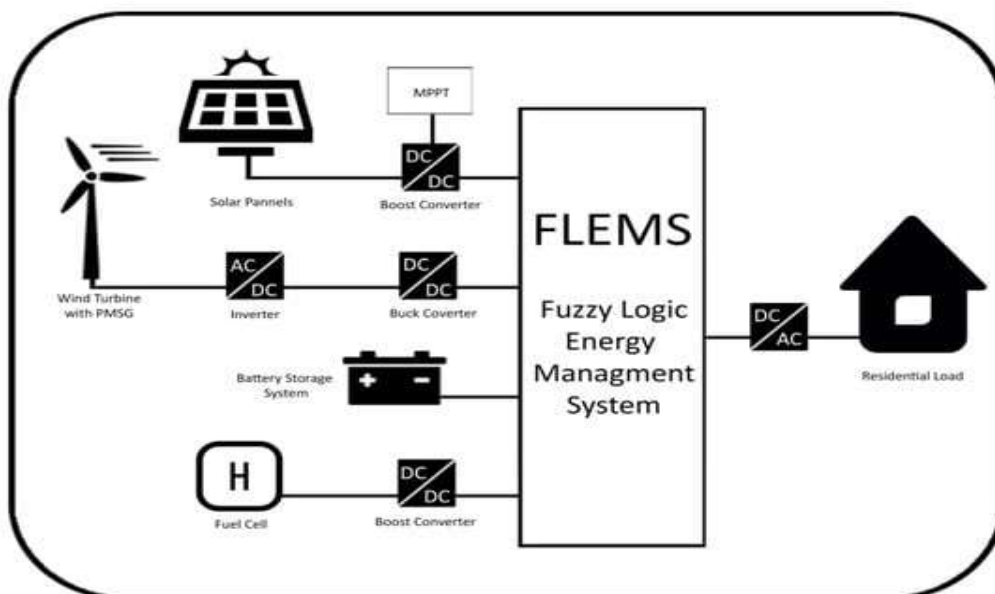 MPPT
DC
DC
Solar Pannels
Boost Converter
AC
DC
DC
DC
Wind Turbine
with PMSG
Inverter
Buck Coverter
Battery Storage
System
+ −
H
DC
DC
Fuel Cell
Boost Converter
FLEMS
Fuzzy Logic
Energy
Managment
System
DC
AC
Residential Load